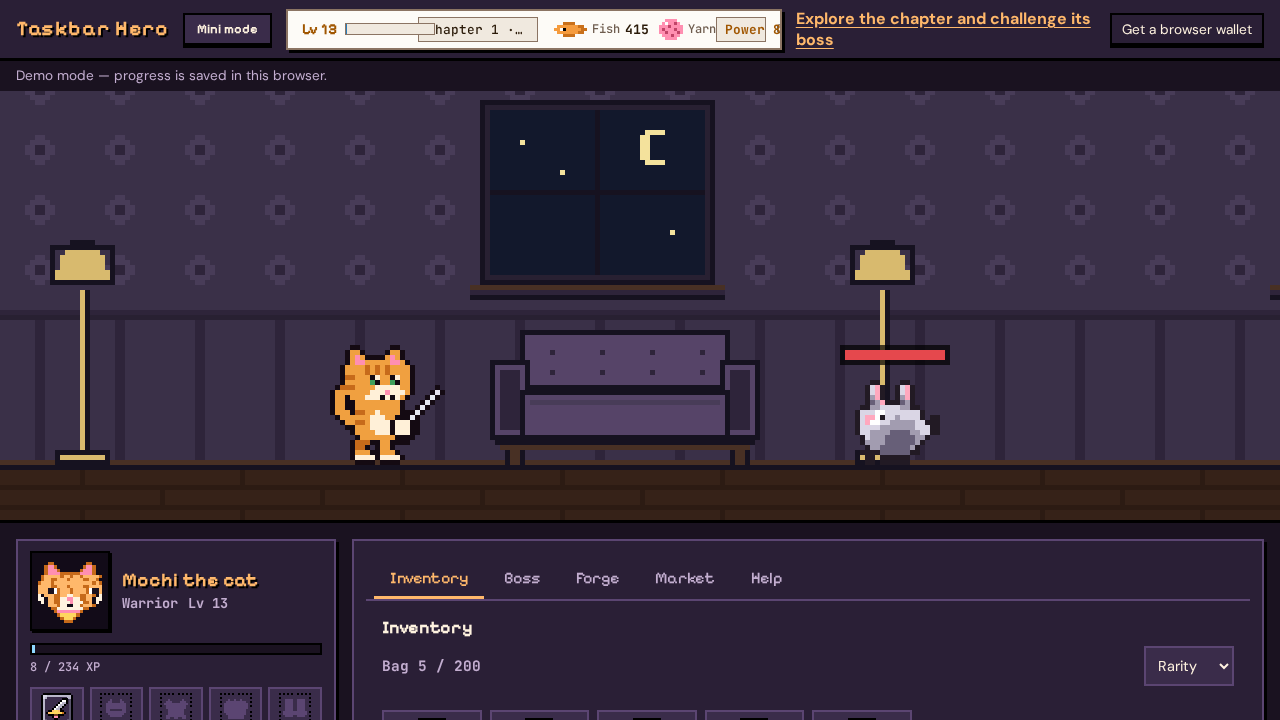 Taskbar Hero
Mini mode
Lv 13
hapter 1 ·…
Fish 415
Yarn
Power 8
Explore the chapter and challenge its
boss
Get a browser wallet
Demo mode — progress is saved in this browser.
Mochi the cat
Warrior Lv 13
8 / 234 XP
Inventory
Boss
Forge
Market
Help
Inventory
Bag 5 / 200
Rarity